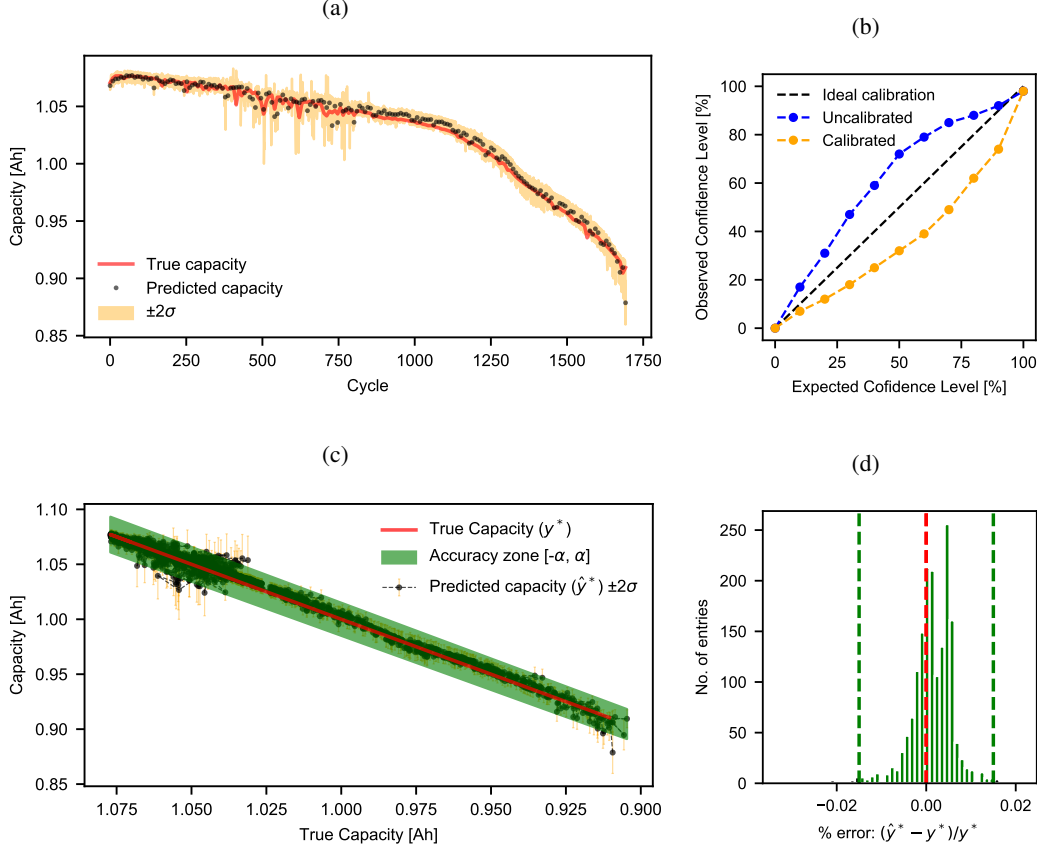 (a)
1.05
1.00
0.95
0.90
0.85
Capacity [Ah]
True capacity
Predicted capacity
±2σ
0
250
500
750
1000
1250
1500
1750
Cycle
(b)
100
80
60
40
20
0
Observed Confidence Level [%]
Ideal calibration
Uncalibrated
Calibrated
0
25
50
75
100
Expected Cofidence Level [%]
(c)
1.10
1.05
1.00
0.95
0.90
0.85
Capacity [Ah]
True Capacity (y*)
Accuracy zone [-α, α]
Predicted capacity (ŷ*) ±2σ
1.075
1.050
1.025
1.000
0.975
0.950
0.925
0.900
True Capacity [Ah]
(d)
250
200
150
100
50
0
No. of entries
−0.02
0.00
0.02
% error: (ŷ* − y*)/y*